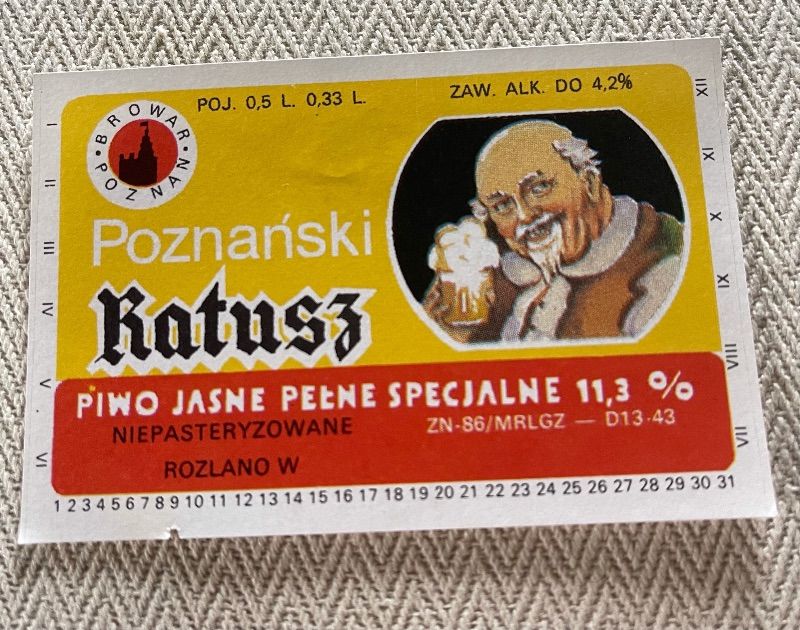 POJ. 0,5 L. 0,33 L.
ZAW. ALK. DO 4,2%
• BROWAR •
POZNAŃ
Poznański
Ratusz
PIWO JASNE PEŁNE SPECJALNE 11,3 %
NIEPASTERYZOWANE
ZN-86/MRLGZ — D13-43
ROZLANO W
I
II
III
IV
V
VI
XII
XI
X
XI
VIII
VII
1 2 3 4 5 6 7 8 9 10 11 12 13 14 15 16 17 18 19 20 21 22 23 24 25 26 27 28 29 30 31